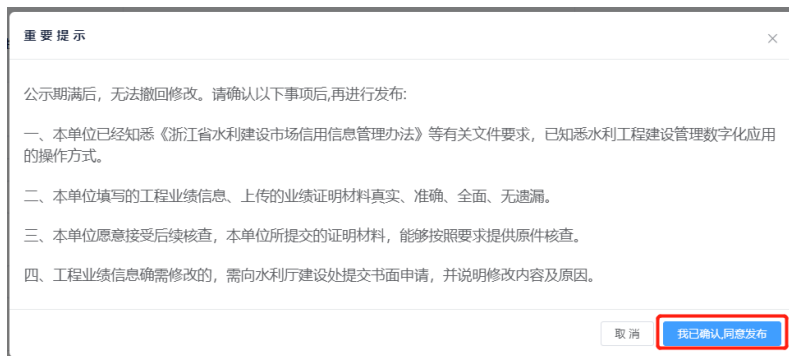 重要提示
公示期满后，无法撤回修改。请确认以下事项后,再进行发布:
一、本单位已经知悉《浙江省水利建设市场信用信息管理办法》等有关文件要求，已知悉水利工程建设管理数字化应用
的操作方式。
二、本单位填写的工程业绩信息、上传的业绩证明材料真实、准确、全面、无遗漏。
三、本单位愿意接受后续核查，本单位所提交的证明材料，能够按照要求提供原件核查。
四、工程业绩信息确需修改的，需向水利厅建设处提交书面申请，并说明修改内容及原因。
取消 我已确认,同意发布